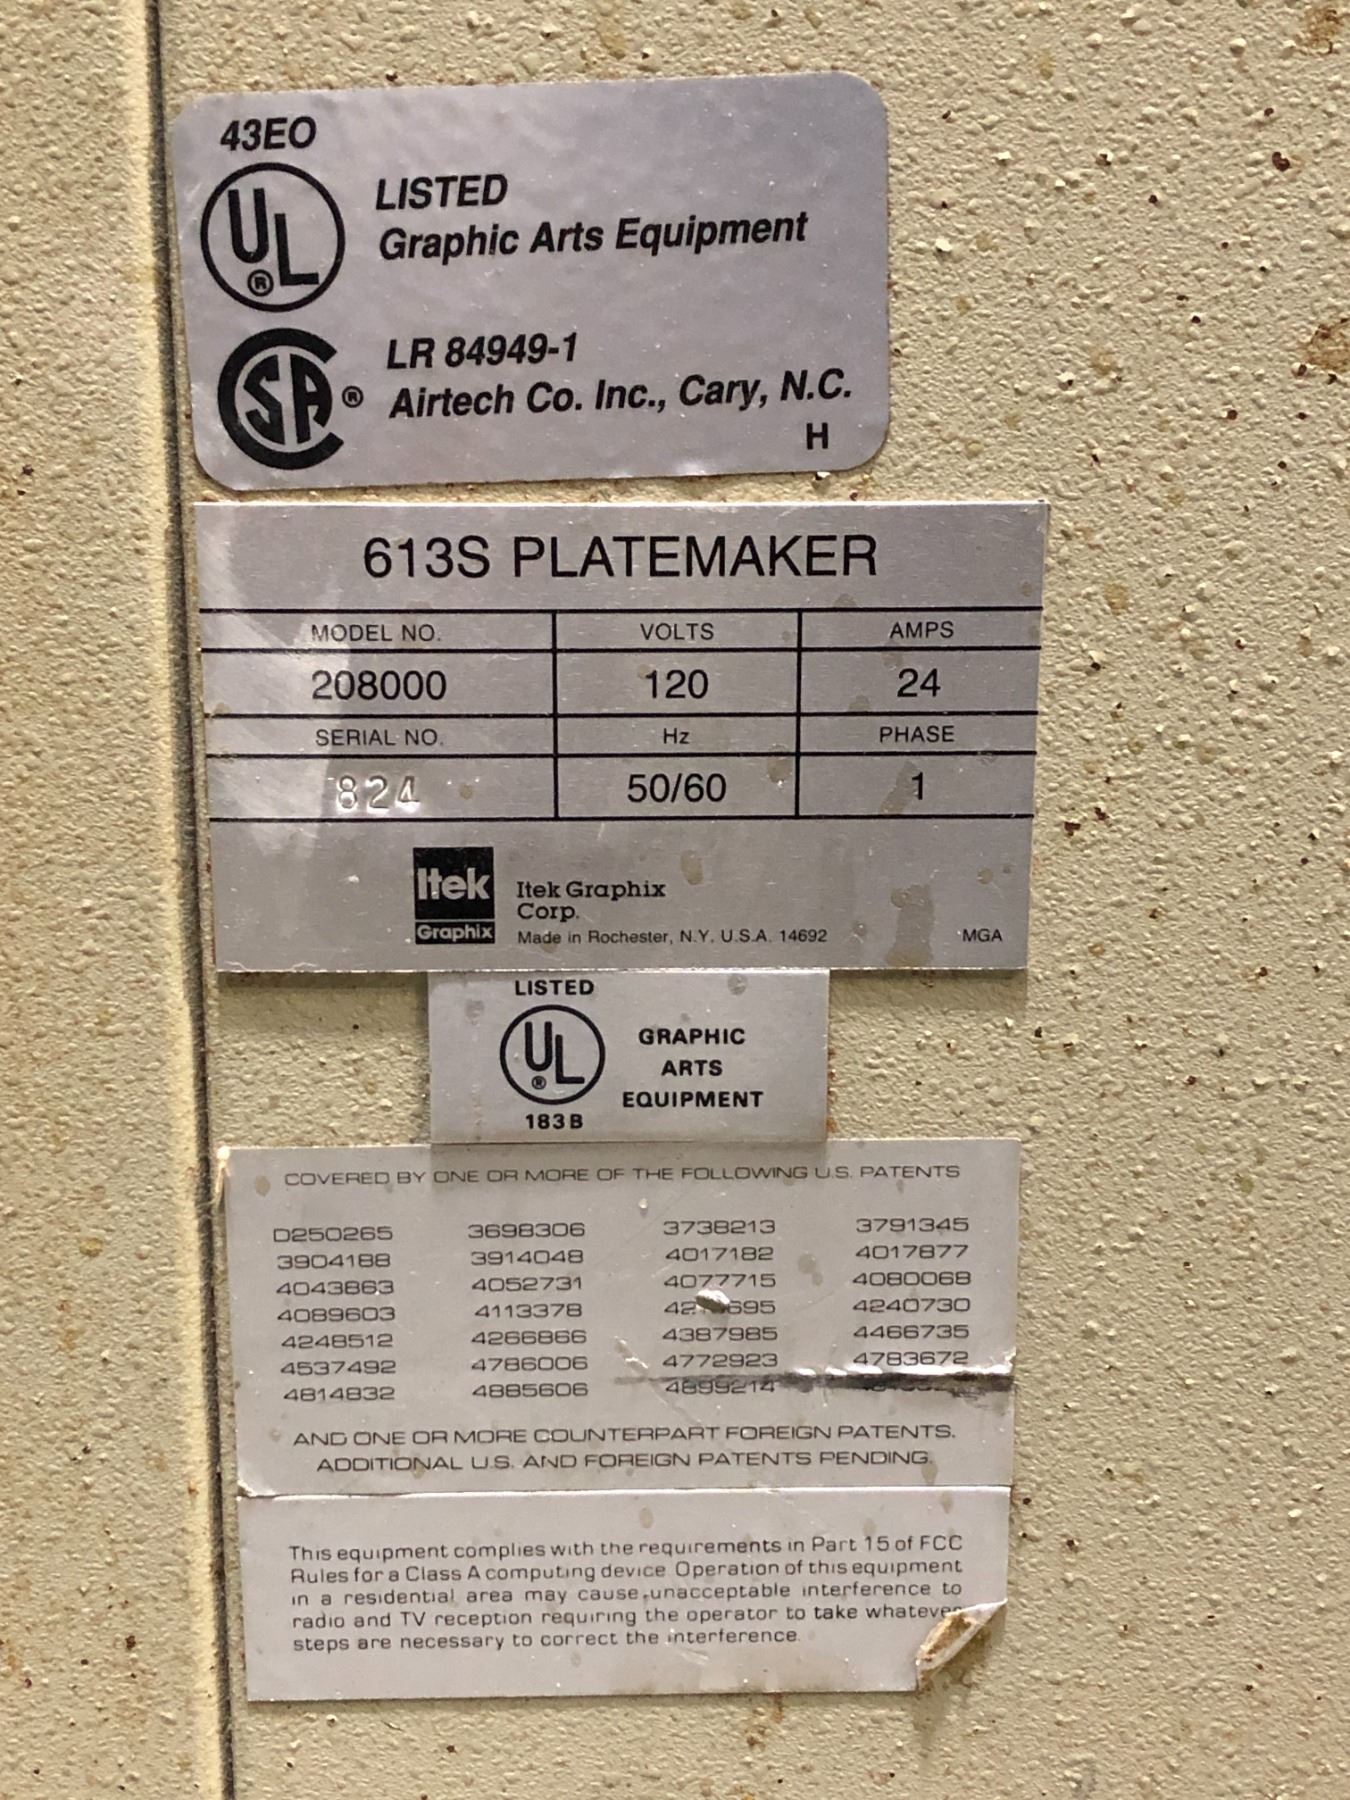 43EO
UL®
LISTED
Graphic Arts Equipment
SA®
LR 84949-1
Airtech Co. Inc., Cary, N.C.
H
613S PLATEMAKER
MODEL NO. VOLTS AMPS
208000 120 24
SERIAL NO. Hz PHASE
824 50/60 1
Itek
Graphix
Itek Graphix
Corp.
Made in Rochester, N.Y. U.S.A. 14692
MGA
LISTED
UL®
183B
GRAPHIC
ARTS
EQUIPMENT
COVERED BY ONE OR MORE OF THE FOLLOWING U.S. PATENTS
D250265 3698306 3738213 3791345
3904188 3914048 4017182 4017877
4043863 4052731 4077715 4080068
4089603 4113378 4240730
4248512 4266866 4387985 4466735
4537492 4786006 4772923 4783672
4814832 4885606 4899214
AND ONE OR MORE COUNTERPART FOREIGN PATENTS.
ADDITIONAL U.S. AND FOREIGN PATENTS PENDING.
This equipment complies with the requirements in Part 15 of FCC
Rules for a Class A computing device. Operation of this equipment
in a residential area may cause unacceptable interference to
radio and TV reception requiring the operator to take whatever
steps are necessary to correct the interference.